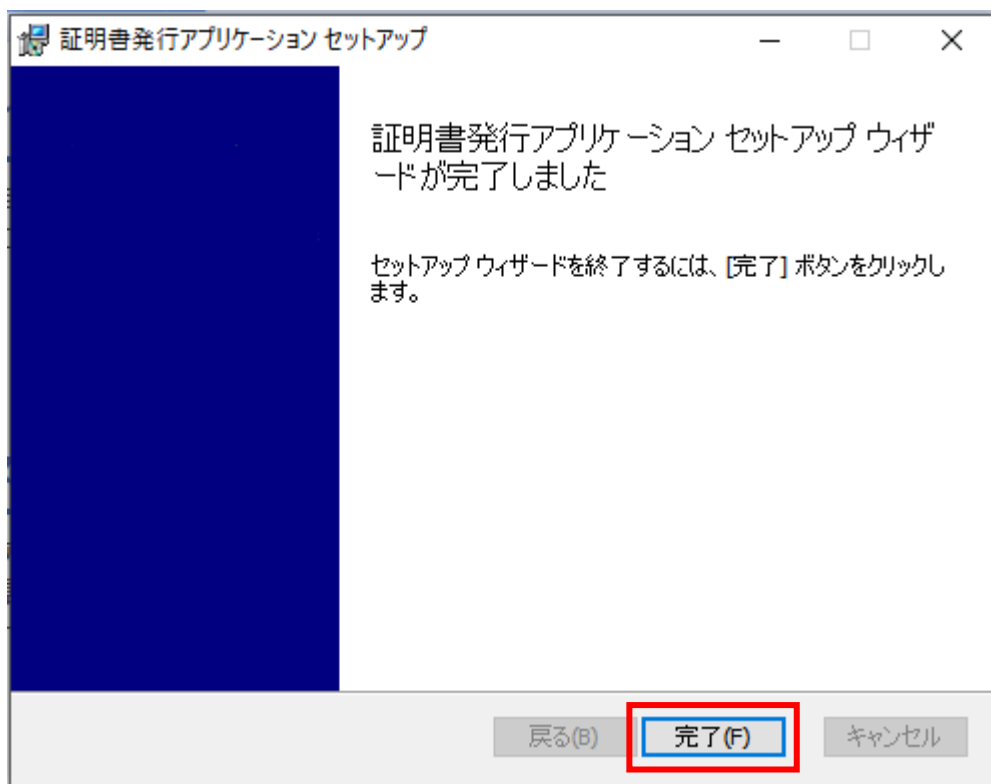 証明書発行アプリケーション セットアップ
証明書発行アプリケーション セットアップ ウィザ
ードが完了しました
セットアップ ウィザードを終了するには、[完了] ボタンをクリックし
ます。
戻る(B) 完了(F) キャンセル